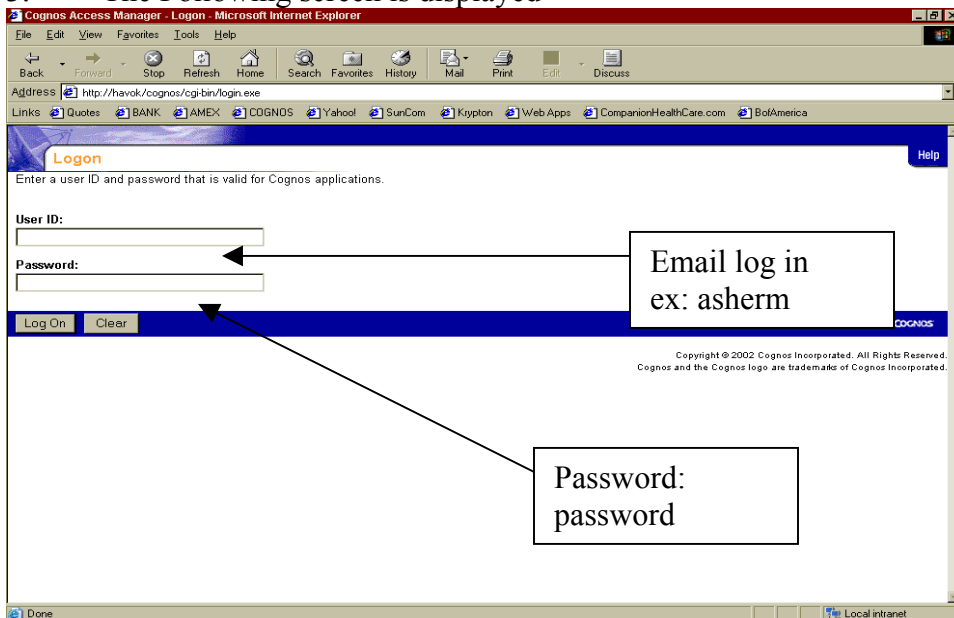 The Following screen is displayed
Cognos Access Manager - Logon - Microsoft Internet Explorer
File Edit View Favorites Tools Help
Back Forward Stop Refresh Home Search Favorites History Mail Print Edit Discuss
Address http://havok/cognos/cgi-bin/login.exe
Links Quotes BANK AMEX COGNOS Yahoo! SunCom Krypton Web Apps CompanionHealthCare.com BofAmerica
Logon
Help
Enter a user ID and password that is valid for Cognos applications.
User ID:
Email log in
ex: asherm
Password:
Log On Clear
COGNOS
Copyright © 2002 Cognos Incorporated. All Rights Reserved.
Cognos and the Cognos logo are trademarks of Cognos Incorporated.
Password:
password
Done
Local intranet